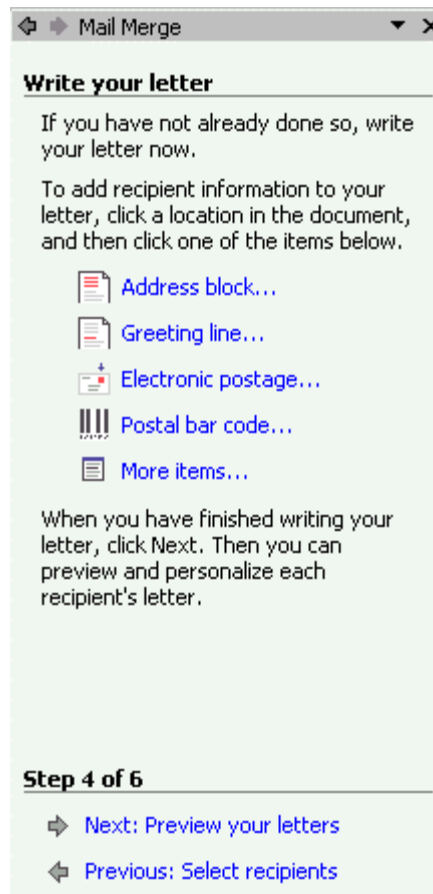 Mail Merge
Write your letter
If you have not already done so, write
your letter now.
To add recipient information to your
letter, click a location in the document,
and then click one of the items below.
Address block...
Greeting line...
Electronic postage...
Postal bar code...
More items...
When you have finished writing your
letter, click Next. Then you can
preview and personalize each
recipient's letter.
Step 4 of 6
Next: Preview your letters
Previous: Select recipients